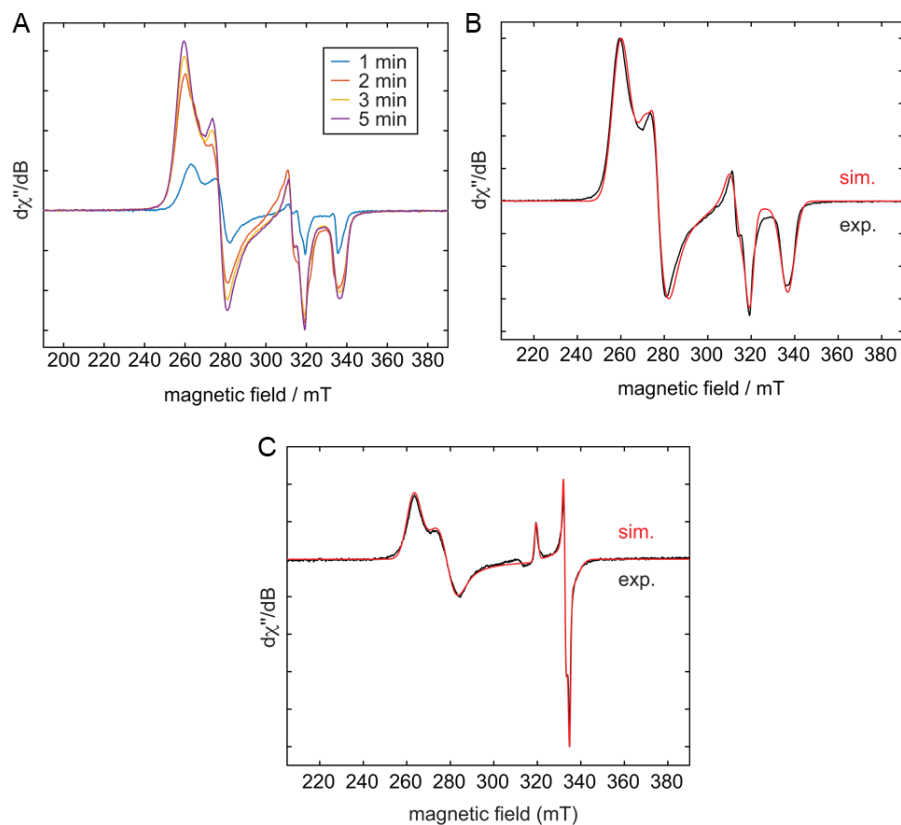 A
1 min
2 min
3 min
5 min
dχ"/dB
200 220 240 260 280 300 320 340 360 380
magnetic field / mT
B
sim.
exp.
dχ"/dB
220 240 260 280 300 320 340 360 380
magnetic field / mT
C
sim.
exp.
dχ"/dB
220 240 260 280 300 320 340 360 380
magnetic field (mT)